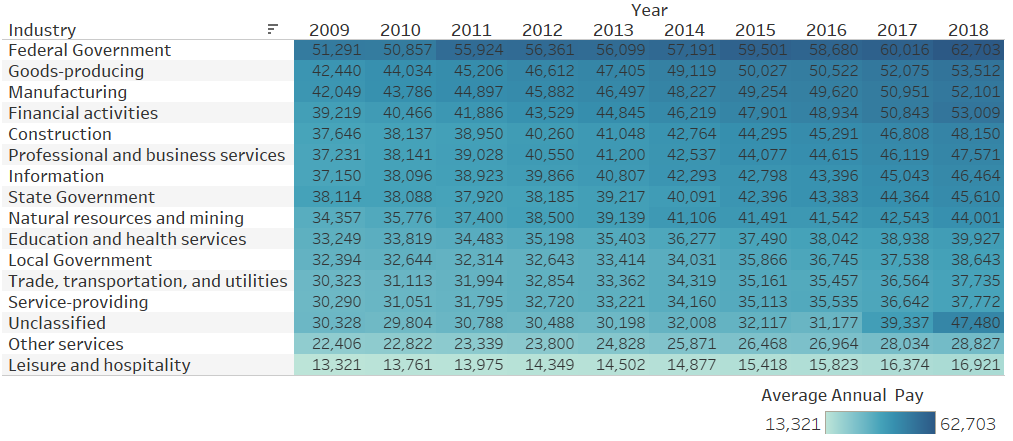 Year
Industry 2009 2010 2011 2012 2013 2014 2015 2016 2017 2018
Federal Government 51,291 50,857 55,924 56,361 56,099 57,191 59,501 58,680 60,016 62,703
Goods-producing 42,440 44,034 45,206 46,612 47,405 49,119 50,027 50,522 52,075 53,512
Manufacturing 42,049 43,786 44,897 45,882 46,497 48,227 49,254 49,620 50,951 52,101
Financial activities 39,219 40,466 41,886 43,529 44,845 46,219 47,901 48,934 50,843 53,009
Construction 37,646 38,137 38,950 40,260 41,048 42,764 44,295 45,291 46,808 48,150
Professional and business services 37,231 38,141 39,028 40,550 41,200 42,537 44,077 44,615 46,119 47,571
Information 37,150 38,096 38,923 39,866 40,807 42,293 42,798 43,396 45,043 46,464
State Government 38,114 38,088 37,920 38,185 39,217 40,091 42,396 43,383 44,364 45,610
Natural resources and mining 34,357 35,776 37,400 38,500 39,139 41,106 41,491 41,542 42,543 44,001
Education and health services 33,249 33,819 34,483 35,198 35,403 36,277 37,490 38,042 38,938 39,927
Local Government 32,394 32,644 32,314 32,643 33,414 34,031 35,866 36,745 37,538 38,643
Trade, transportation, and utilities 30,323 31,113 31,994 32,854 33,362 34,319 35,161 35,457 36,564 37,735
Service-providing 30,290 31,051 31,795 32,720 33,221 34,160 35,113 35,535 36,642 37,772
Unclassified 30,328 29,804 30,788 30,488 30,198 32,008 32,117 31,177 39,337 47,480
Other services 22,406 22,822 23,339 23,800 24,828 25,871 26,468 26,964 28,034 28,827
Leisure and hospitality 13,321 13,761 13,975 14,349 14,502 14,877 15,418 15,823 16,374 16,921
Average Annual Pay
13,321 62,703